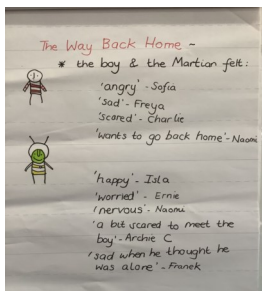 The Way Back Home ~
* the boy & the Martian felt:
'angry' - Sofia
'sad' - Freya
'scared' - Charlie
'wants to go back home' - Naomi
'happy' - Isla
'worried' - Ernie
'nervous' - Naomi
'a bit scared to meet the
boy' - Archie C
'sad when he thought he
was alone' - Franek